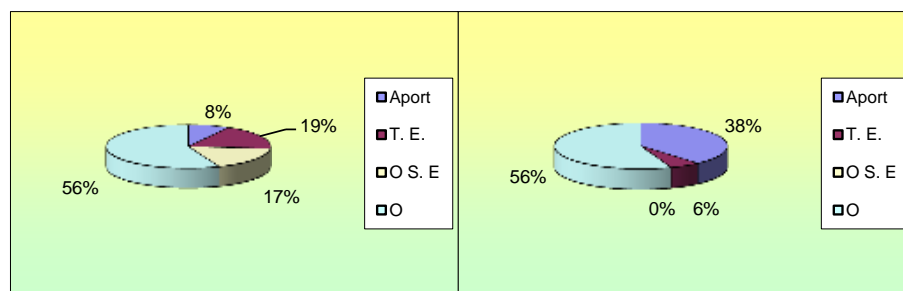 8%
19%
17%
56%
Aport
T. E.
O S. E
O
38%
6%
0%
56%
Aport
T. E.
O S. E
O